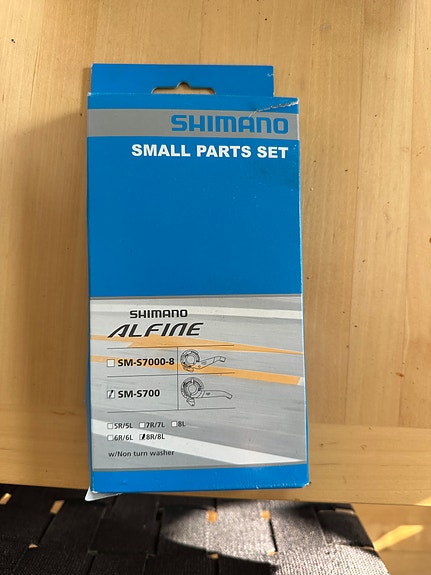 SHIMANO
SMALL PARTS SET
SHIMANO
ALFINE
SM-S7000-8
SM-S700
5R/5L 7R/7L 8L
6R/6L 8R/8L
w/Non turn washer